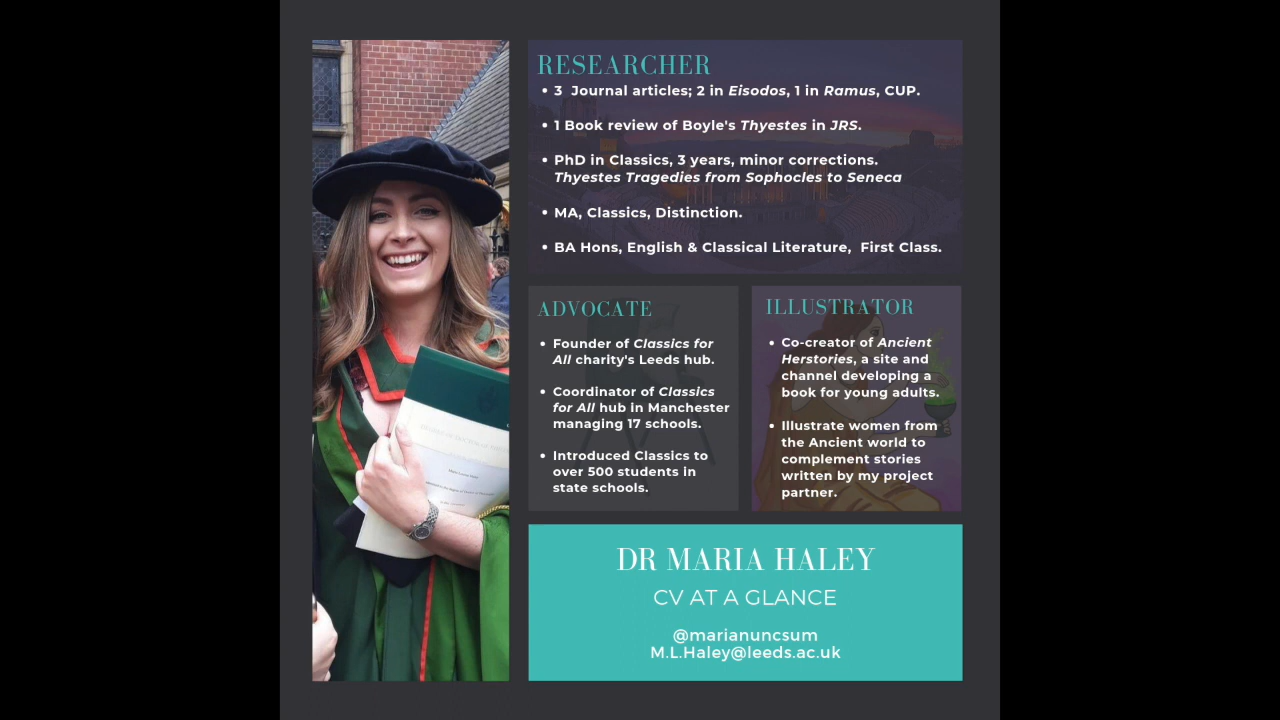 RESEARCHER
• 3 Journal articles; 2 in Eisodos, 1 in Ramus, CUP.
• 1 Book review of Boyle's Thyestes in JRS.
• PhD in Classics, 3 years, minor corrections.
Thyestes Tragedies from Sophocles to Seneca
• MA, Classics, Distinction.
• BA Hons, English & Classical Literature, First Class.
ADVOCATE
• Founder of Classics for
All charity's Leeds hub.
• Coordinator of Classics
for All hub in Manchester
managing 17 schools.
• Introduced Classics to
over 500 students in
state schools.
ILLUSTRATOR
• Co-creator of Ancient
Herstories, a site and
channel developing a
book for young adults.
• Illustrate women from
the Ancient world to
complement stories
written by my project
partner.
DR MARIA HALEY
CV AT A GLANCE
@marianuncsum
M.L.Haley@leeds.ac.uk